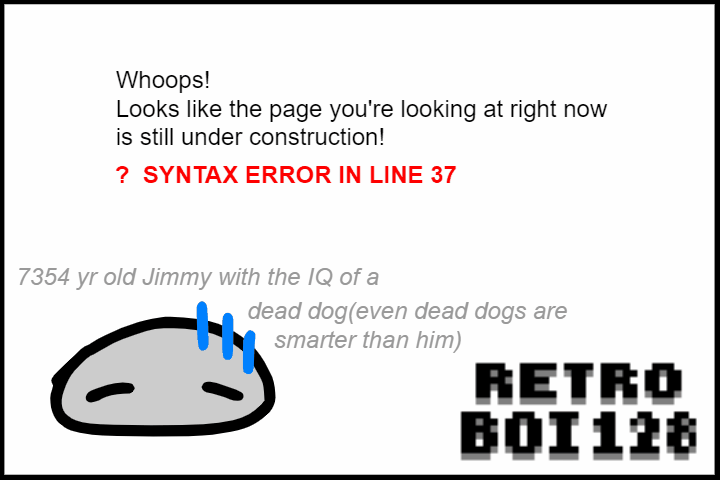 Whoops!
Looks like the page you're looking at right now
is still under construction!
? SYNTAX ERROR IN LINE 37
7354 yr old Jimmy with the IQ of a
dead dog(even dead dogs are
smarter than him)
RETRO
BOI128